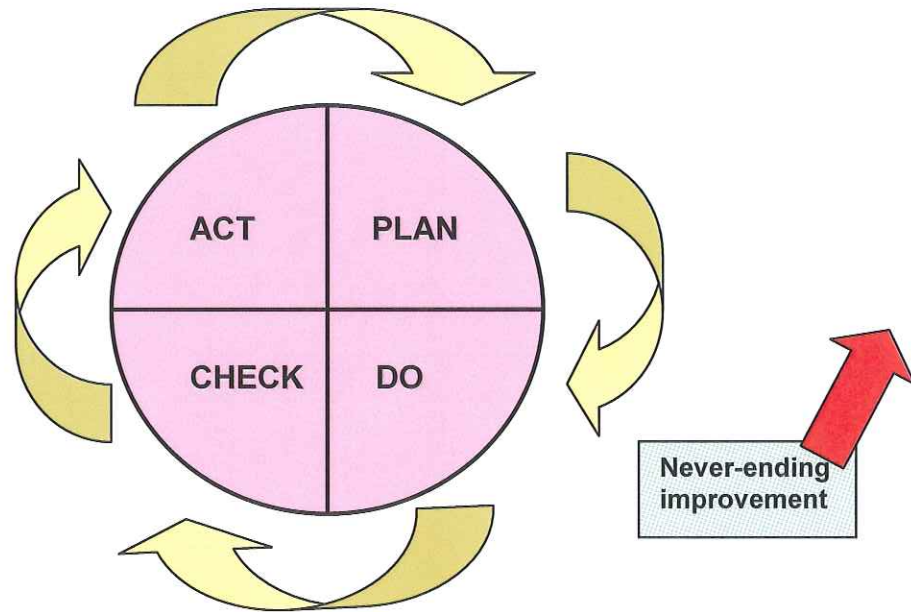 ACT
PLAN
CHECK
DO
Never-ending
improvement